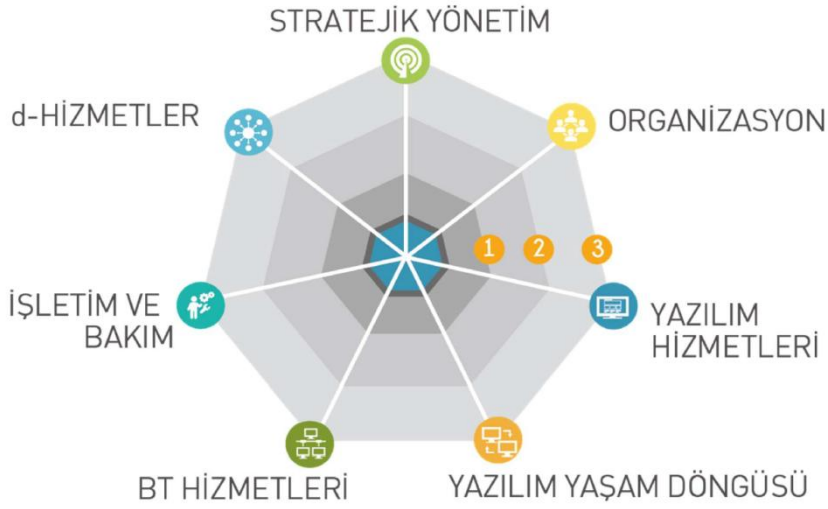 STRATEJİK YÖNETİM
d-HİZMETLER
ORGANİZASYON
1 2 3
İŞLETİM VE
BAKIM
YAZILIM
HİZMETLERİ
BT HİZMETLERİ
YAZILIM YAŞAM DÖNGÜSÜ